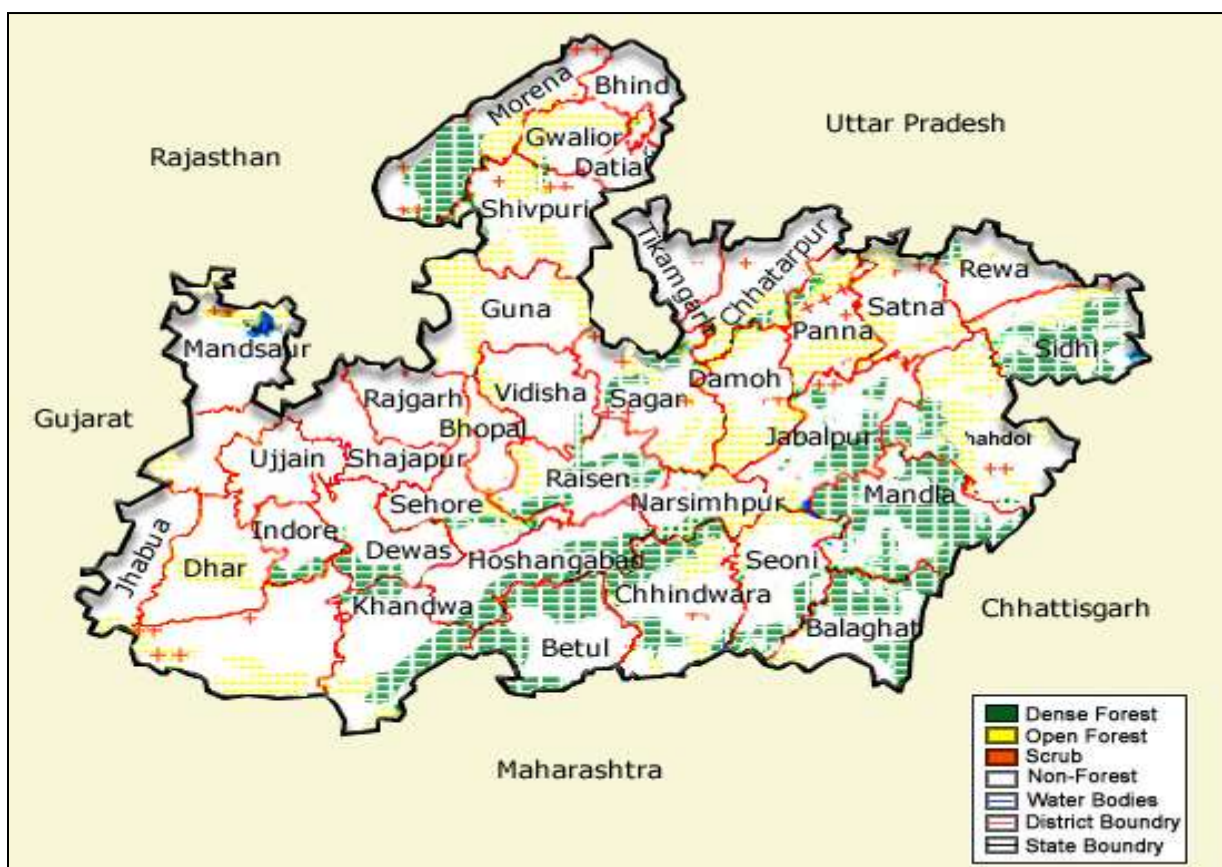 Morena
Bhind
Uttar Pradesh
Gwalior
Rajasthan
Datia
Shivpuri
Tikamgarh
Chhatarpur
Rewa
Guna
Satna
Panna
Mandsaur
Sidhi
Damoh
Vidisha
Rajgarh
Sagan
Gujarat
Bhopal
Jabalpur
hahdol
Ujjain
Shajapur
Raisen
Mandla
Sehore
Narsimhpur
Indore
Dewas
Hoshangabad
Seoni
Jhabua
Dhar
Chhindwara
Khandwa
Chhattisgarh
Balaghat
Betul
Maharashtra
Dense Forest
Open Forest
Scrub
Non-Forest
Water Bodies
District Boundry
State Boundry